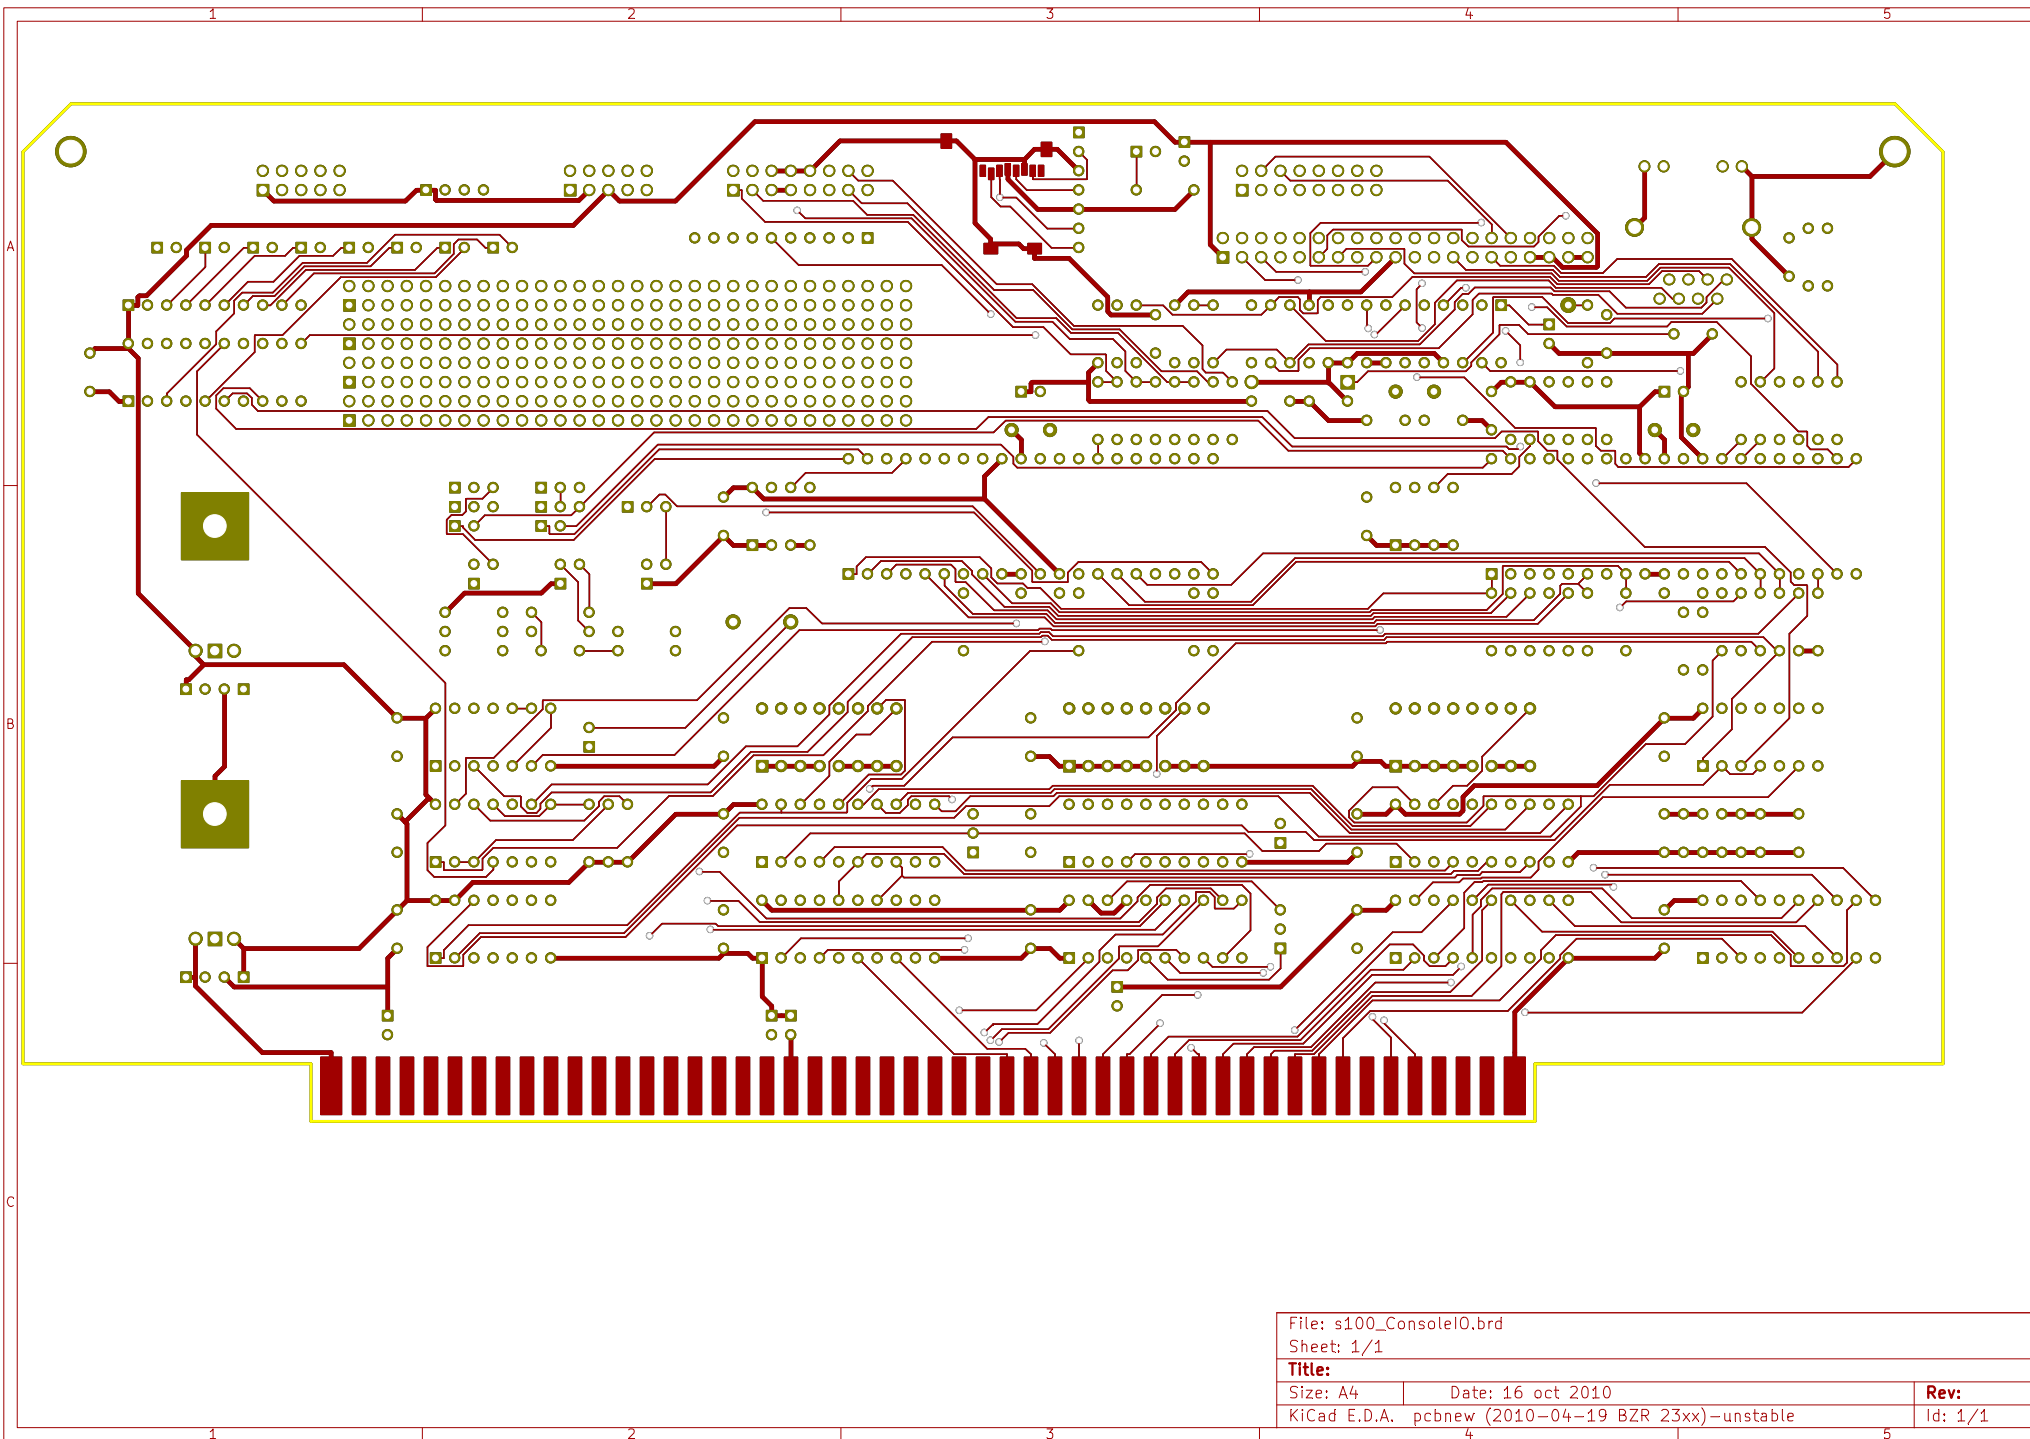 1 2 3 4 5
A
B
C
File: s100_ConsoleIO.brd
Sheet: 1/1
Title:
Size: A4 Date: 16 oct 2010 Rev:
KiCad E.D.A. pcbnew (2010-04-19 BZR 23xx)-unstable Id: 1/1
1 2 3 4 5